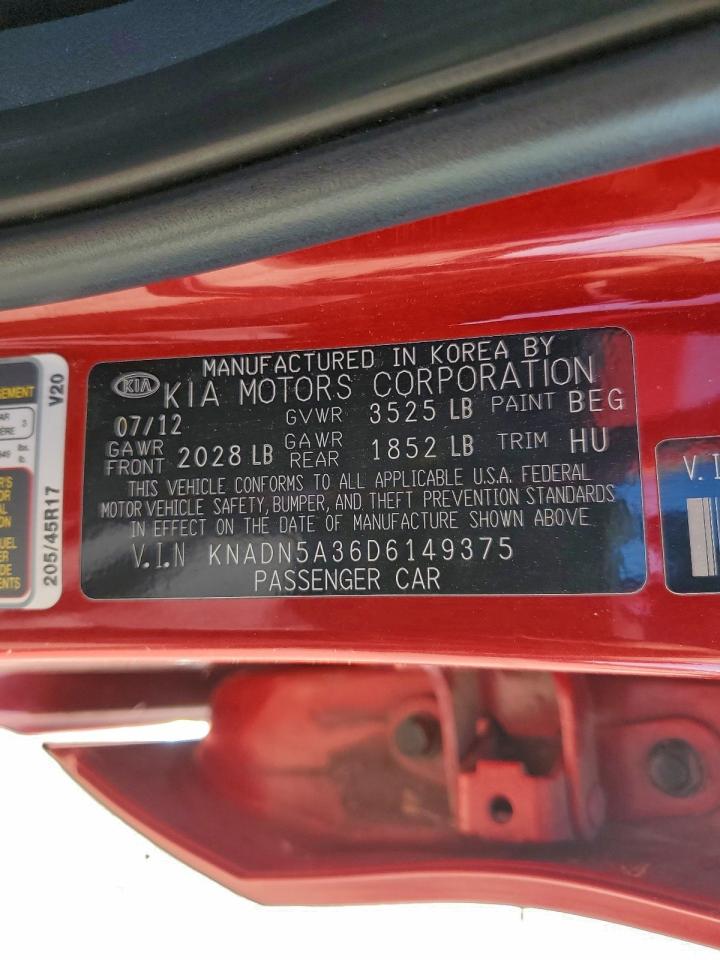 MANUFACTURED IN KOREA BY
KIA KIA MOTORS CORPORATION
07/12 GVWR 3525 LB PAINT BEG
GAWR FRONT 2028 LB GAWR REAR 1852 LB TRIM HU
THIS VEHICLE CONFORMS TO ALL APPLICABLE U.S.A. FEDERAL
MOTOR VEHICLE SAFETY, BUMPER, AND THEFT PREVENTION STANDARDS
IN EFFECT ON THE DATE OF MANUFACTURE SHOWN ABOVE
V.I.N KNADN5A36D6149375
PASSENGER CAR
V20
205/45R17
V. I